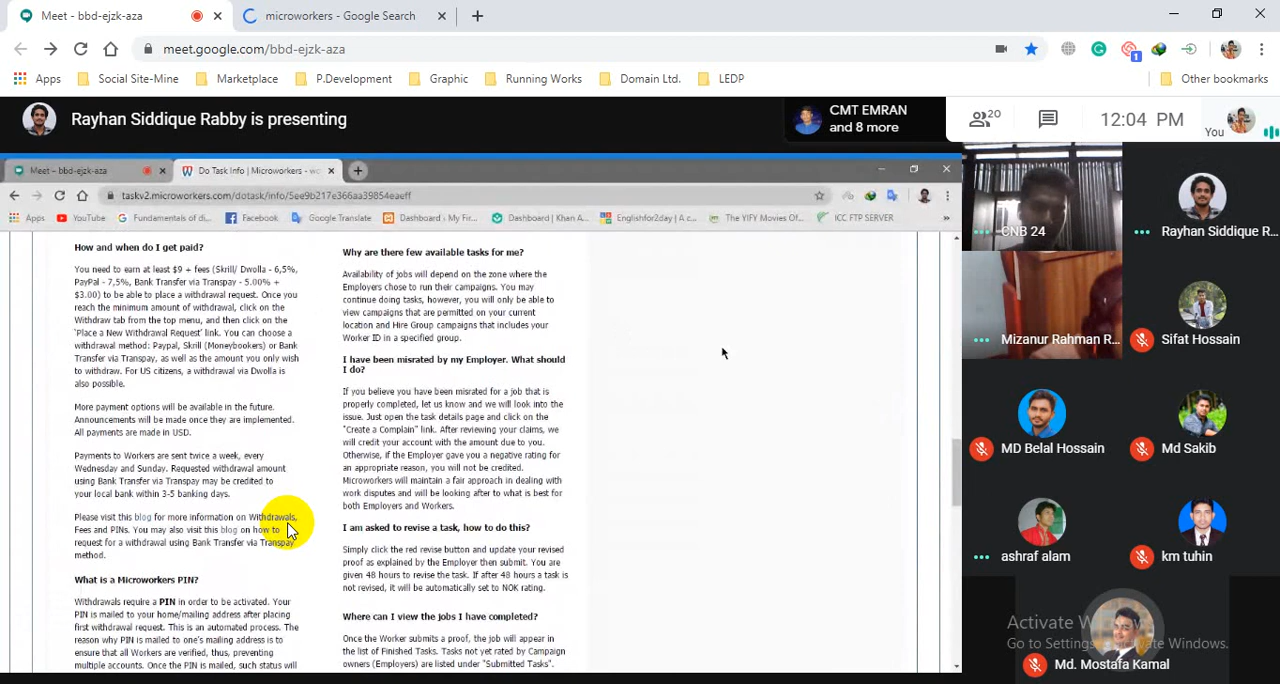 Meet - bbd-ejzk-aza
microworkers - Google Search
meet.google.com/bbd-ejzk-aza
1
Apps
Social Site-Mine
Marketplace
P.Development
Graphic
Running Works
Domain Ltd.
LEDP
Other bookmarks
Rayhan Siddique Rabby is presenting
CMT EMRAN
and 8 more
20
12:04 PM
You
Meet – bbd-ejzk-aza
Do Task Info | Microworkers - wo
taskv2.microworkers.com/dotask/info/5ee9b217e366aa39854eaeff
Apps
YouTube
Fundamentals of di...
Facebook
Google Translate
Dashboard ‹ My Fir...
Dashboard | Khan A...
Englishfor2day | A c...
The YIFY Movies Of...
ICC FTP SERVER
How and when do I get paid?
You need to earn at least $9 + fees (Skrill/ Dwolla - 6,5%,
PayPal - 7,5%, Bank Transfer via Transpay - 5.00% +
$3.00) to be able to place a withdrawal request. Once you
reach the minimum amount of withdrawal, click on the
Withdraw tab from the top menu, and then click on the
'Place a New Withdrawal Request' link. You can choose a
withdrawal method: Paypal, Skrill (Moneybookers) or Bank
Transfer via Transpay, as well as the amount you only wish
to withdraw. For US citizens, a withdrawal via Dwolla is
also possible.
More payment options will be available in the future.
Announcements will be made once they are implemented.
All payments are made in USD.
Payments to Workers are sent twice a week, every
Wednesday and Sunday. Requested withdrawal amount
using Bank Transfer via Transpay may be credited to
your local bank within 3-5 banking days.
Please visit this blog for more information on Withdrawals,
Fees and PINs. You may also visit this blog on how to
request for a withdrawal using Bank Transfer via Transpay
method.
What is a Microworkers PIN?
Withdrawals require a PIN in order to be activated. Your
PIN is mailed to your home/mailing address after placing
first withdrawal request. This is an automated process. The
reason why PIN is mailed to one's mailing address is to
ensure that all Workers are verified, thus, preventing
multiple accounts. Once the PIN is mailed, such status will
Why are there few available tasks for me?
Availability of jobs will depend on the zone where the
Employers chose to run their campaigns. You may
continue doing tasks, however, you will only be able to
view campaigns that are permitted on your current
location and Hire Group campaigns that includes your
Worker ID in a specified group.
I have been misrated by my Employer. What should
I do?
If you believe you have been misrated for a job that is
properly completed, let us know and we will look into the
issue. Just open the task details page and click on the
"Create a Complain" link. After reviewing your claims, we
will credit your account with the amount due to you.
Otherwise, if the Employer gave you a negative rating for
an appropriate reason, you will not be credited.
Microworkers will maintain a fair approach in dealing with
work disputes and will be looking after to what is best for
both Employers and Workers.
I am asked to revise a task, how to do this?
Simply click the red revise button and update your revised
proof as explained by the Employer then submit. You are
given 48 hours to revise the task. If after 48 hours a task is
not revised, it will be automatically set to NOK rating.
Where can I view the jobs I have completed?
Once the Worker submits a proof, the job will appear in
the list of Finished Tasks. Tasks not yet rated by Campaign
owners (Employers) are listed under "Submitted Tasks".
CNB 24
Rayhan Siddique R...
Mizanur Rahman R...
Sifat Hossain
MD Belal Hossain
Md Sakib
ashraf alam
km tuhin
Activate Windows
Go to Settings to activate Windows.
Md. Mostafa Kamal